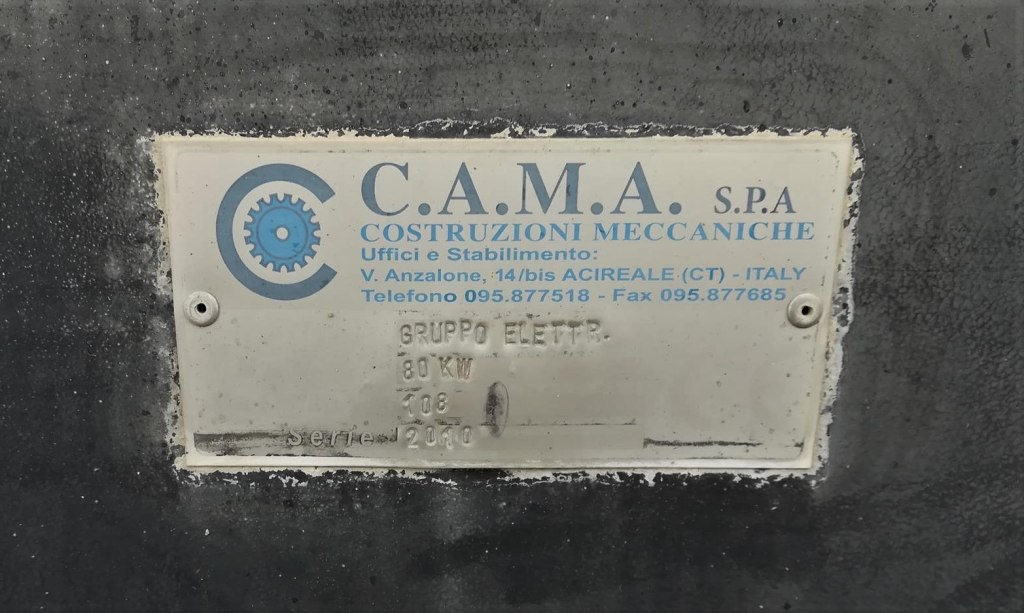 C.A.M.A. S.P.A
COSTRUZIONI MECCANICHE
Uffici e Stabilimento:
V. Anzalone, 14/bis ACIREALE (CT) - ITALY
Telefono 095.877518 - Fax 095.877685
GRUPPO ELETTR.
80 KW
108
Serie 2010